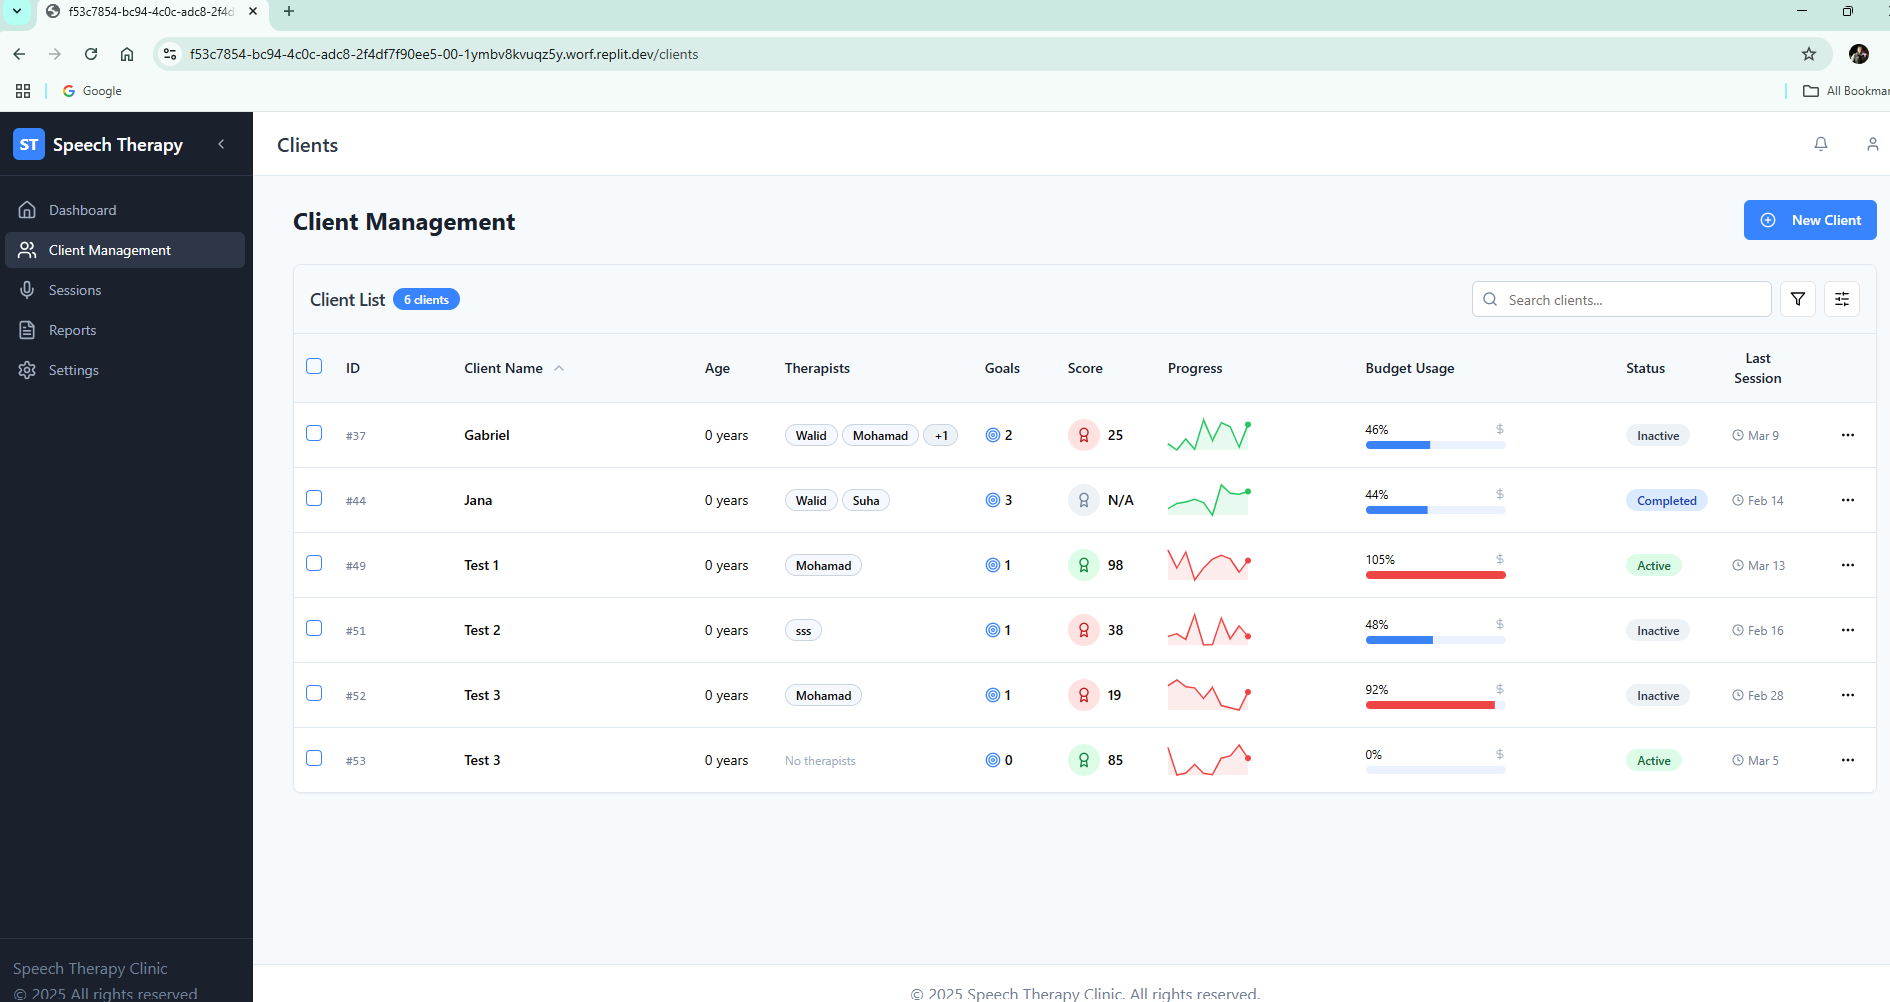 f53c7854-bc94-4c0c-adc8-2f4d
f53c7854-bc94-4c0c-adc8-2f4df7f90ee5-00-1ymbv8kvuqz5y.worf.replit.dev/clients
Google
All Bookmar
ST Speech Therapy
Clients
Dashboard
Client Management
Sessions
Reports
Settings
Client Management
New Client
Client List 6 clients
Search clients...
ID Client Name Age Therapists Goals Score Progress Budget Usage Status Last Session
#37 Gabriel 0 years Walid Mohamad +1 2 25 46% $ Inactive Mar 9
#44 Jana 0 years Walid Suha 3 N/A 44% $ Completed Feb 14
#49 Test 1 0 years Mohamad 1 98 105% $ Active Mar 13
#51 Test 2 0 years sss 1 38 48% $ Inactive Feb 16
#52 Test 3 0 years Mohamad 1 19 92% $ Inactive Feb 28
#53 Test 3 0 years No therapists 0 85 0% $ Active Mar 5
Speech Therapy Clinic
© 2025 All rights reserved
© 2025 Speech Therapy Clinic. All rights reserved.